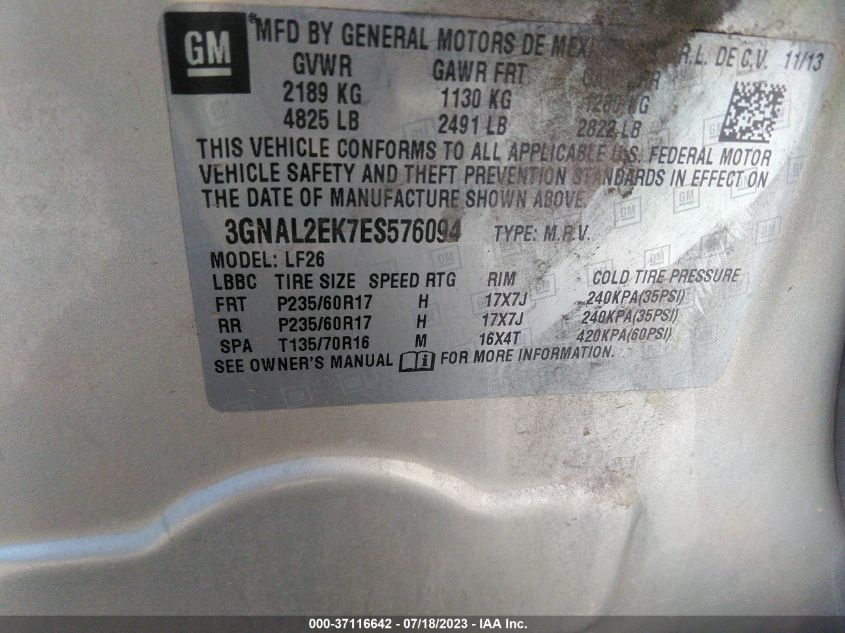 GM
MFD BY GENERAL MOTORS DE R.L. DE C.V. 11/13
GVWR GAWR FRT RR
2189 KG 1130 KG 1280 KG
4825 LB 2491 LB 2822 LB
THIS VEHICLE CONFORMS TO ALL APPLICABLE U.S. FEDERAL MOTOR
VEHICLE SAFETY AND THEFT PREVENTION STANDARDS IN EFFECT ON
THE DATE OF MANUFACTURE SHOWN ABOVE.
3GNAL2EK7ES576094 TYPE: M.P.V.
MODEL: LF26
LBBC TIRE SIZE SPEED RTG RIM COLD TIRE PRESSURE
FRT P235/60R17 H 17X7J 240KPA(35PSI)
RR P235/60R17 H 17X7J 240KPA(35PSI)
SPA T135/70R16 M 16X4T 420KPA(60PSI)
SEE OWNER'S MANUAL FOR MORE INFORMATION.
000-37116642 - 07/18/2023 - IAA Inc.